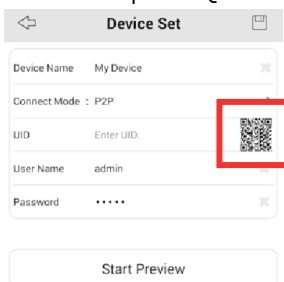 Device Set
Device Name My Device
Connect Mode : P2P
UID Enter UID.
User Name admin
Password •••••
Start Preview